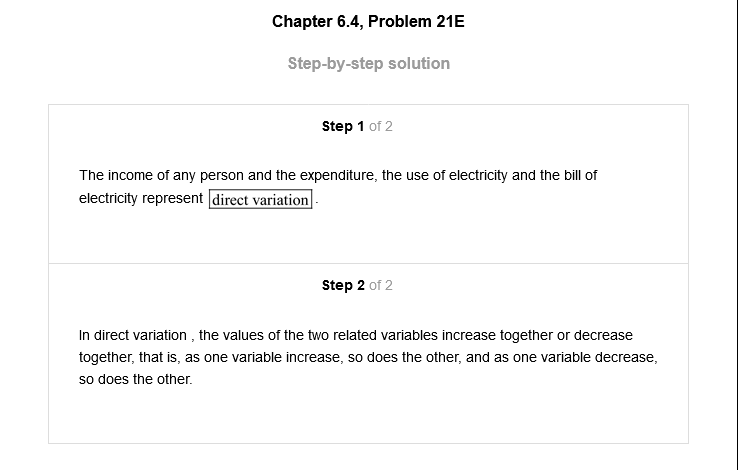 Chapter 6.4, Problem 21E
Step-by-step solution
Step 1 of 2
The income of any person and the expenditure, the use of electricity and the bill of
electricity represent direct variation.
Step 2 of 2
In direct variation , the values of the two related variables increase together or decrease
together, that is, as one variable increase, so does the other, and as one variable decrease,
so does the other.